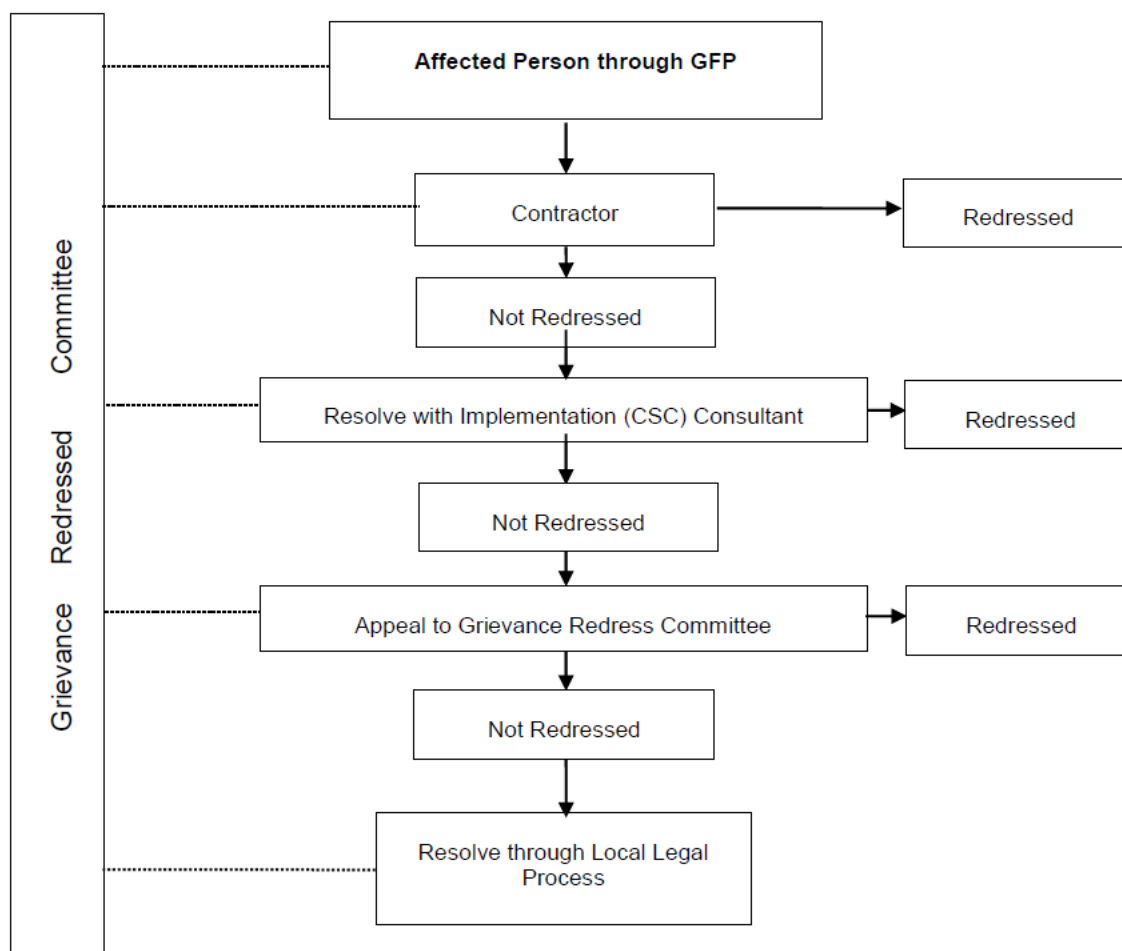 Affected Person through GFP
Contractor
Redressed
Not Redressed
Resolve with Implementation (CSC) Consultant
Redressed
Not Redressed
Appeal to Grievance Redress Committee
Redressed
Not Redressed
Resolve through Local Legal
Process
Grievance Redressed Committee